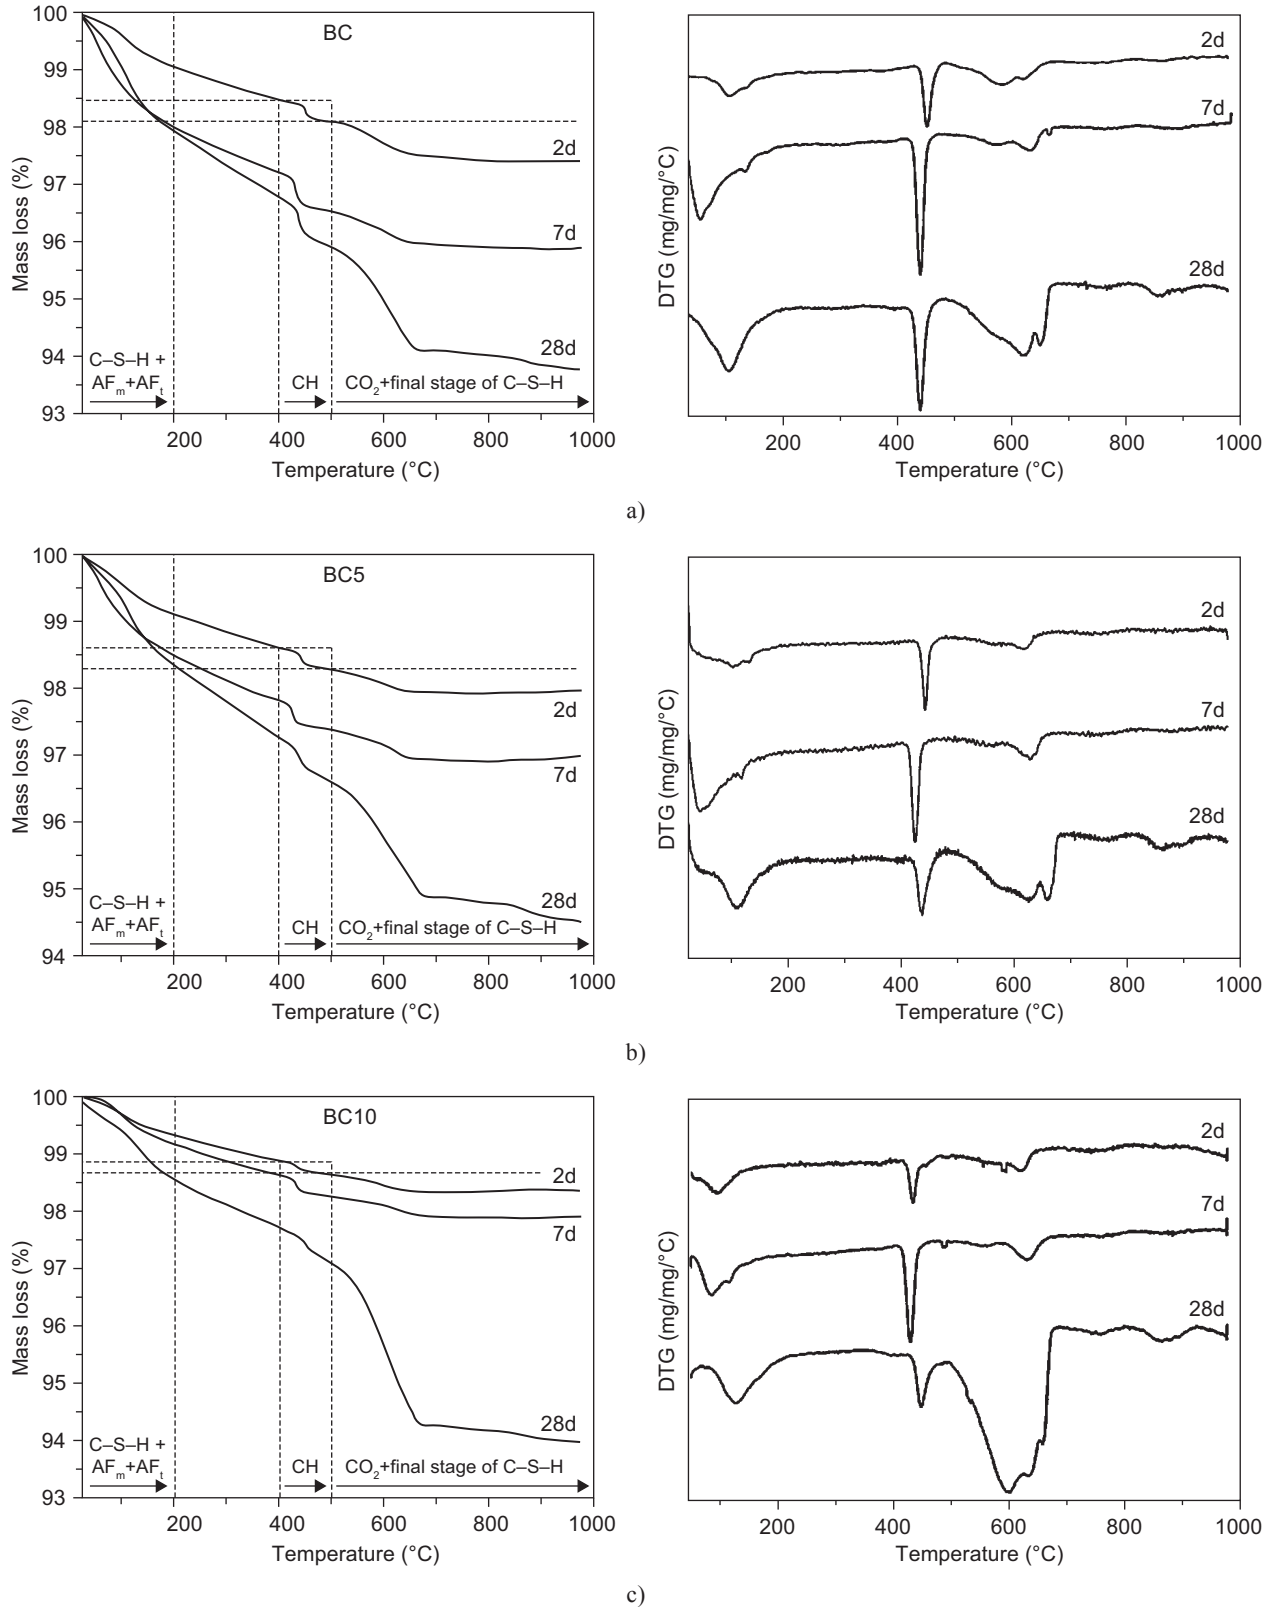 100
99
98
97
96
95
94
93
Mass loss (%)
BC
2d
7d
28d
C–S–H +
AFm+AFt
CH
CO2+final stage of C–S–H
200 400 600 800 1000
Temperature (°C)
DTG (mg/mg/°C)
2d
7d
28d
200 400 600 800 1000
Temperature (°C)
a)
100
99
98
97
96
95
94
Mass loss (%)
BC5
2d
7d
28d
C–S–H +
AFm+AFt
CH
CO2+final stage of C–S–H
200 400 600 800 1000
Temperature (°C)
DTG (mg/mg/°C)
2d
7d
28d
200 400 600 800 1000
Temperature (°C)
b)
100
99
98
97
96
95
94
93
Mass loss (%)
BC10
2d
7d
28d
C–S–H +
AFm+AFt
CH
CO2+final stage of C–S–H
200 400 600 800 1000
Temperature (°C)
DTG (mg/mg/°C)
2d
7d
28d
200 400 600 800 1000
Temperature (°C)
c)